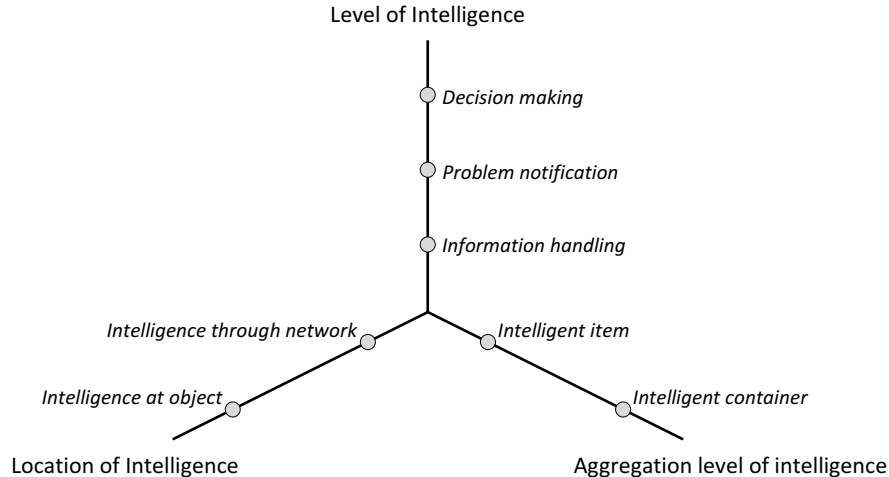 Level of Intelligence
Decision making
Problem notification
Information handling
Intelligence through network
Intelligent item
Intelligence at object
Intelligent container
Location of Intelligence
Aggregation level of intelligence